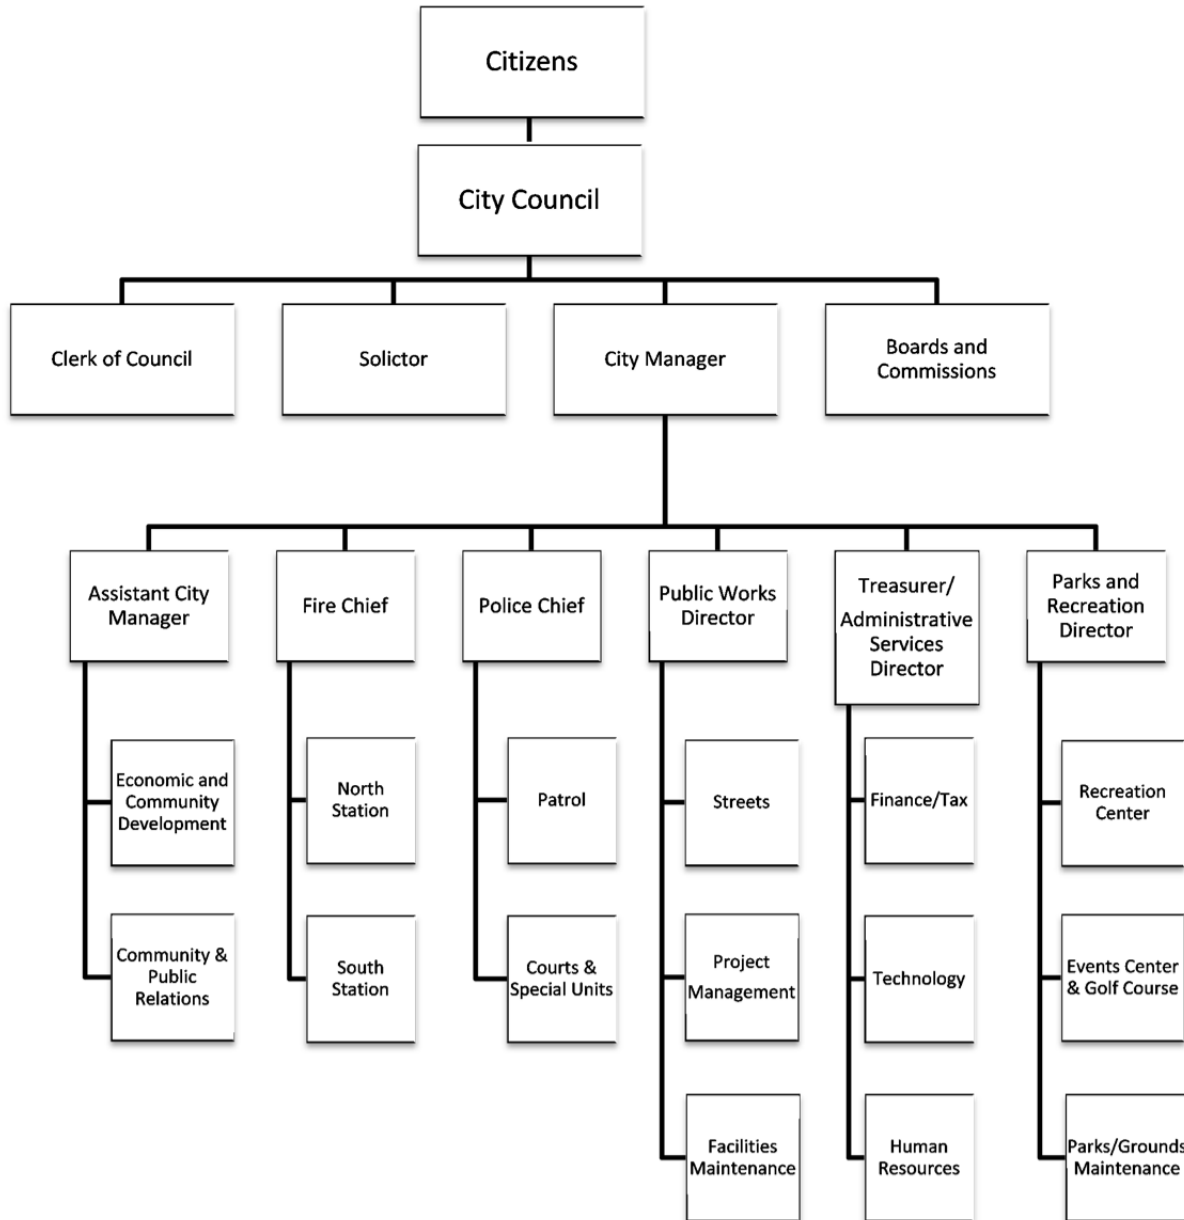 Citizens
City Council
Clerk of Council
Solictor
City Manager
Boards and
Commissions
Assistant City
Manager
Fire Chief
Police Chief
Public Works
Director
Treasurer/
Administrative
Services
Director
Parks and
Recreation
Director
Economic and
Community
Development
North
Station
Patrol
Streets
Finance/Tax
Recreation
Center
Community &
Public
Relations
South
Station
Courts &
Special Units
Project
Management
Technology
Events Center
& Golf Course
Facilities
Maintenance
Human
Resources
Parks/Grounds
Maintenance